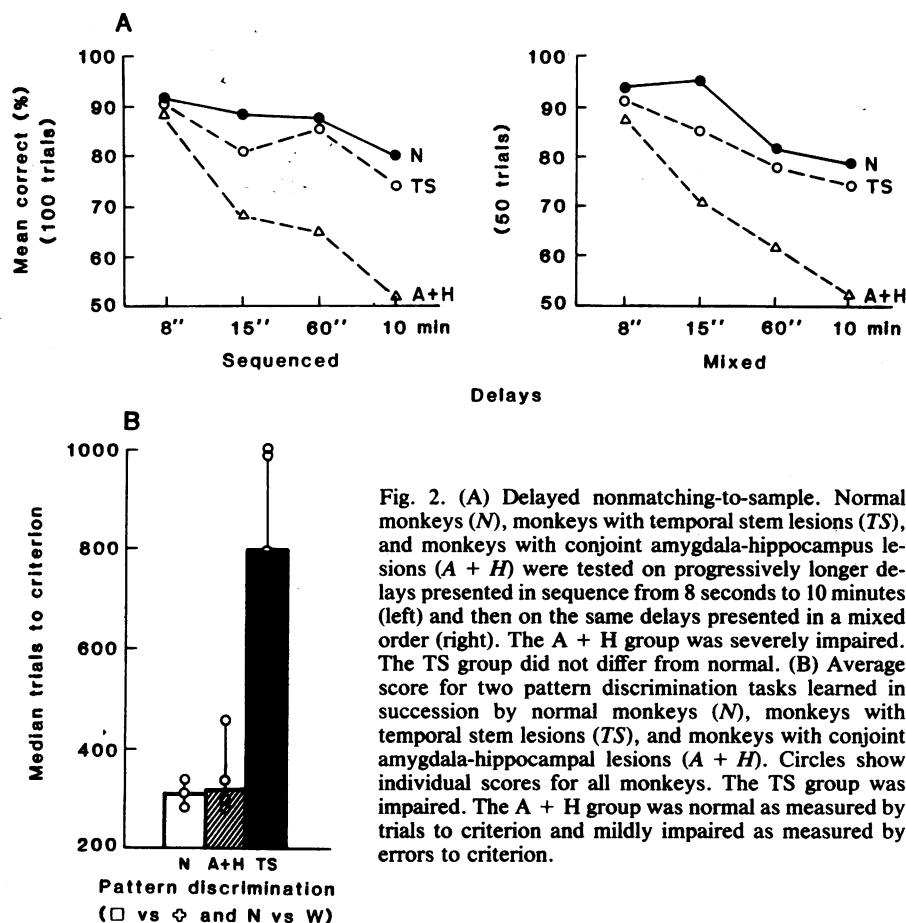 A
Mean correct (%)
(100 trials)
100
90
80
70
60
50
N
TS
A+H
8″ 15″ 60″ 10 min
Sequenced
(50 trials)
100
90
80
70
60
50
N
TS
A+H
8″ 15″ 60″ 10 min
Mixed
Delays
B
Median trials to criterion
1000
800
600
400
200
N A+H TS
Pattern discrimination
(□ vs ✣ and N vs W)
Fig. 2. (A) Delayed nonmatching-to-sample. Normal
monkeys (N), monkeys with temporal stem lesions (TS),
and monkeys with conjoint amygdala-hippocampus le-
sions (A + H) were tested on progressively longer de-
lays presented in sequence from 8 seconds to 10 minutes
(left) and then on the same delays presented in a mixed
order (right). The A + H group was severely impaired.
The TS group did not differ from normal. (B) Average
score for two pattern discrimination tasks learned in
succession by normal monkeys (N), monkeys with
temporal stem lesions (TS), and monkeys with conjoint
amygdala-hippocampal lesions (A + H). Circles show
individual scores for all monkeys. The TS group was
impaired. The A + H group was normal as measured by
trials to criterion and mildly impaired as measured by
errors to criterion.